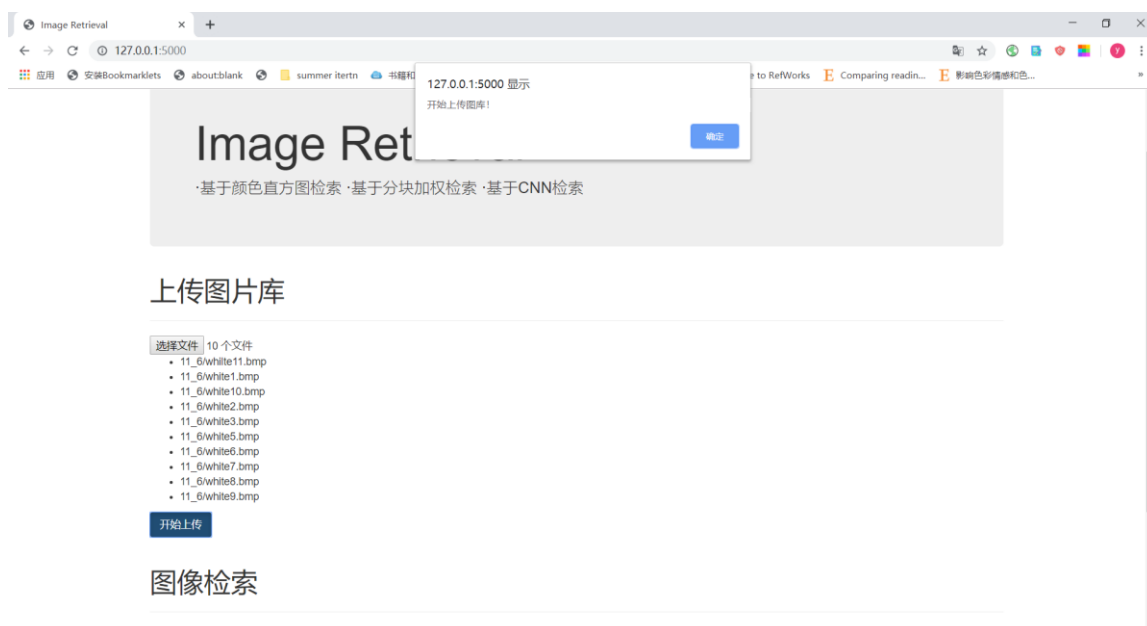 Image Retrieval
127.0.0.1:5000
应用 安装Bookmarklets about:blank summer itertn 书籍和 e to RefWorks Comparing readin... 影响色彩情感和色...
127.0.0.1:5000 显示
开始上传图库!
确定
Image Ret
·基于颜色直方图检索 ·基于分块加权检索 ·基于CNN检索
上传图片库
选择文件 10 个文件
11_6/whilte11.bmp
11_6/white1.bmp
11_6/white10.bmp
11_6/white2.bmp
11_6/white3.bmp
11_6/white5.bmp
11_6/white6.bmp
11_6/white7.bmp
11_6/white8.bmp
11_6/white9.bmp
开始上传
图像检索